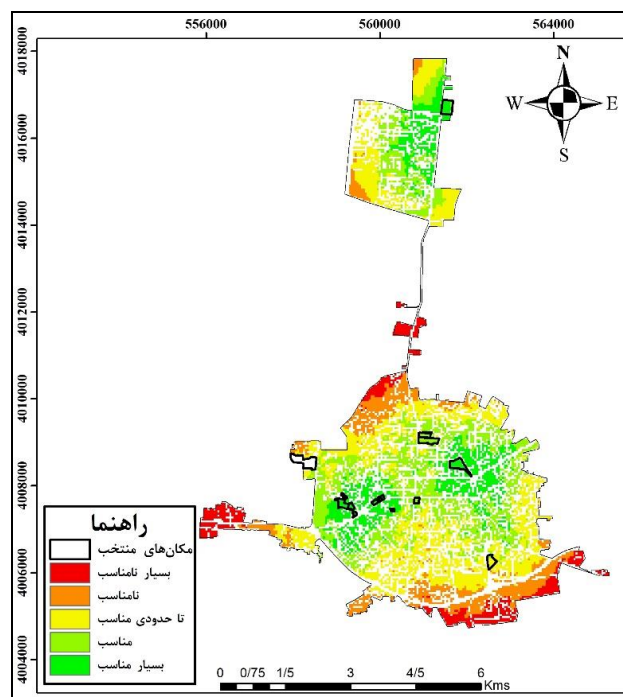 556000 560000 564000
4018000
4016000
4014000
4012000
4010000
4008000
4006000
4004000
N
W E
S
راهنما
مکان‌های منتخب
بسیار نامناسب
نامناسب
تا حدودی مناسب
مناسب
بسیار مناسب
0 0/75 1/5 3 4/5 6
Kms